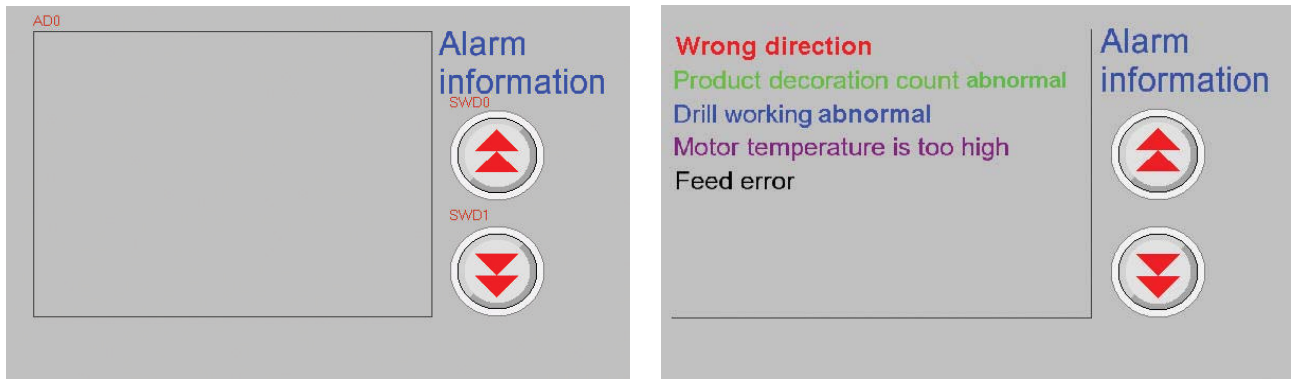 AD0
Alarm
information
SWD0
SWD1
Wrong direction
Product decoration count abnormal
Drill working abnormal
Motor temperature is too high
Feed error
Alarm
information